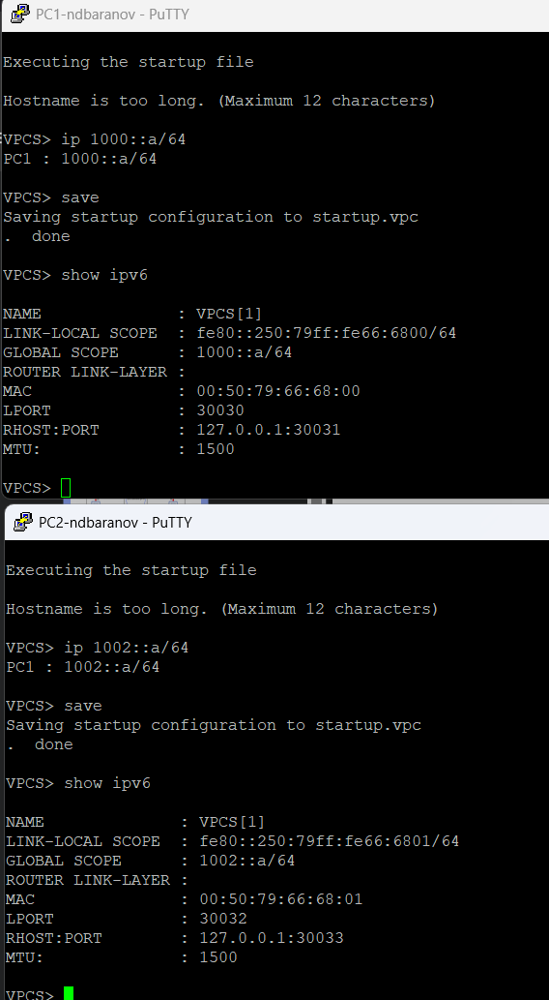 PC1-ndbaranov - PuTTY
Executing the startup file
Hostname is too long. (Maximum 12 characters)
VPCS> ip 1000::a/64
PC1 : 1000::a/64
VPCS> save
Saving startup configuration to startup.vpc
.  done
VPCS> show ipv6
NAME              : VPCS[1]
LINK-LOCAL SCOPE  : fe80::250:79ff:fe66:6800/64
GLOBAL SCOPE      : 1000::a/64
ROUTER LINK-LAYER :
MAC               : 00:50:79:66:68:00
LPORT             : 30030
RHOST:PORT        : 127.0.0.1:30031
MTU:              : 1500
VPCS>
PC2-ndbaranov - PuTTY
Executing the startup file
Hostname is too long. (Maximum 12 characters)
VPCS> ip 1002::a/64
PC1 : 1002::a/64
VPCS> save
Saving startup configuration to startup.vpc
.  done
VPCS> show ipv6
NAME              : VPCS[1]
LINK-LOCAL SCOPE  : fe80::250:79ff:fe66:6801/64
GLOBAL SCOPE      : 1002::a/64
ROUTER LINK-LAYER :
MAC               : 00:50:79:66:68:01
LPORT             : 30032
RHOST:PORT        : 127.0.0.1:30033
MTU:              : 1500
VPCS>